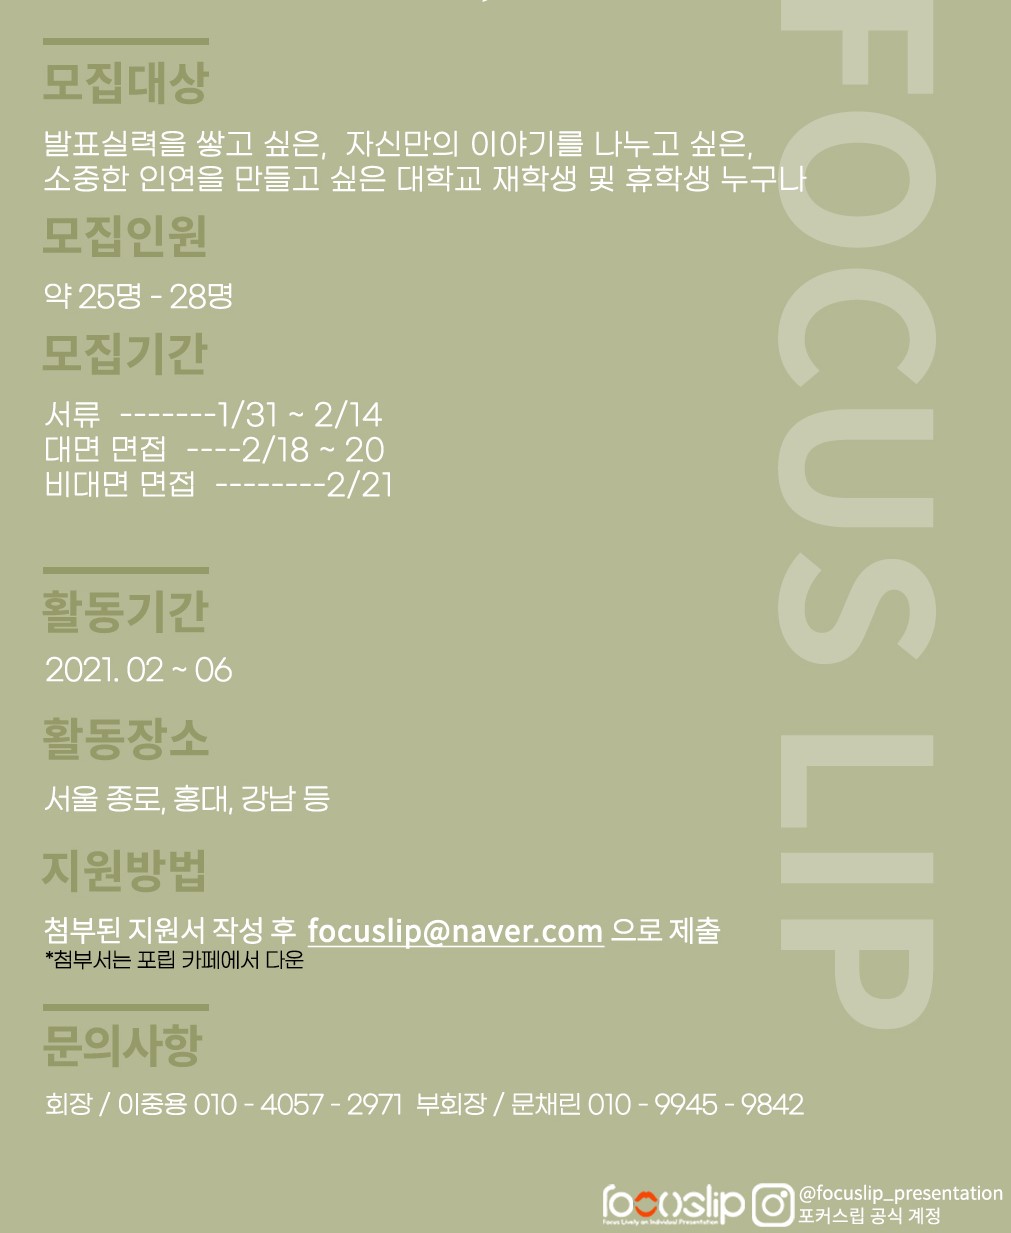 모집대상
발표실력을 쌓고 싶은, 자신만의 이야기를 나누고 싶은,
소중한 인연을 만들고 싶은 대학교 재학생 및 휴학생 누구나
모집인원
약 25명 - 28명
모집기간
서류 -------1/31 ~ 2/14
대면 면접 ----2/18 ~ 20
비대면 면접 --------2/21
활동기간
2021. 02 ~ 06
활동장소
서울 종로, 홍대, 강남 등
지원방법
첨부된 지원서 작성 후 focuslip@naver.com 으로 제출
*첨부서는 포립 카페에서 다운
문의사항
회장 / 이중용 010 - 4057 - 2971 부회장 / 문채린 010 - 9945 - 9842
FOCUS LIP
focuslip
Focus Lively on Individual Presentation
@focuslip_presentation
포커스립 공식 계정